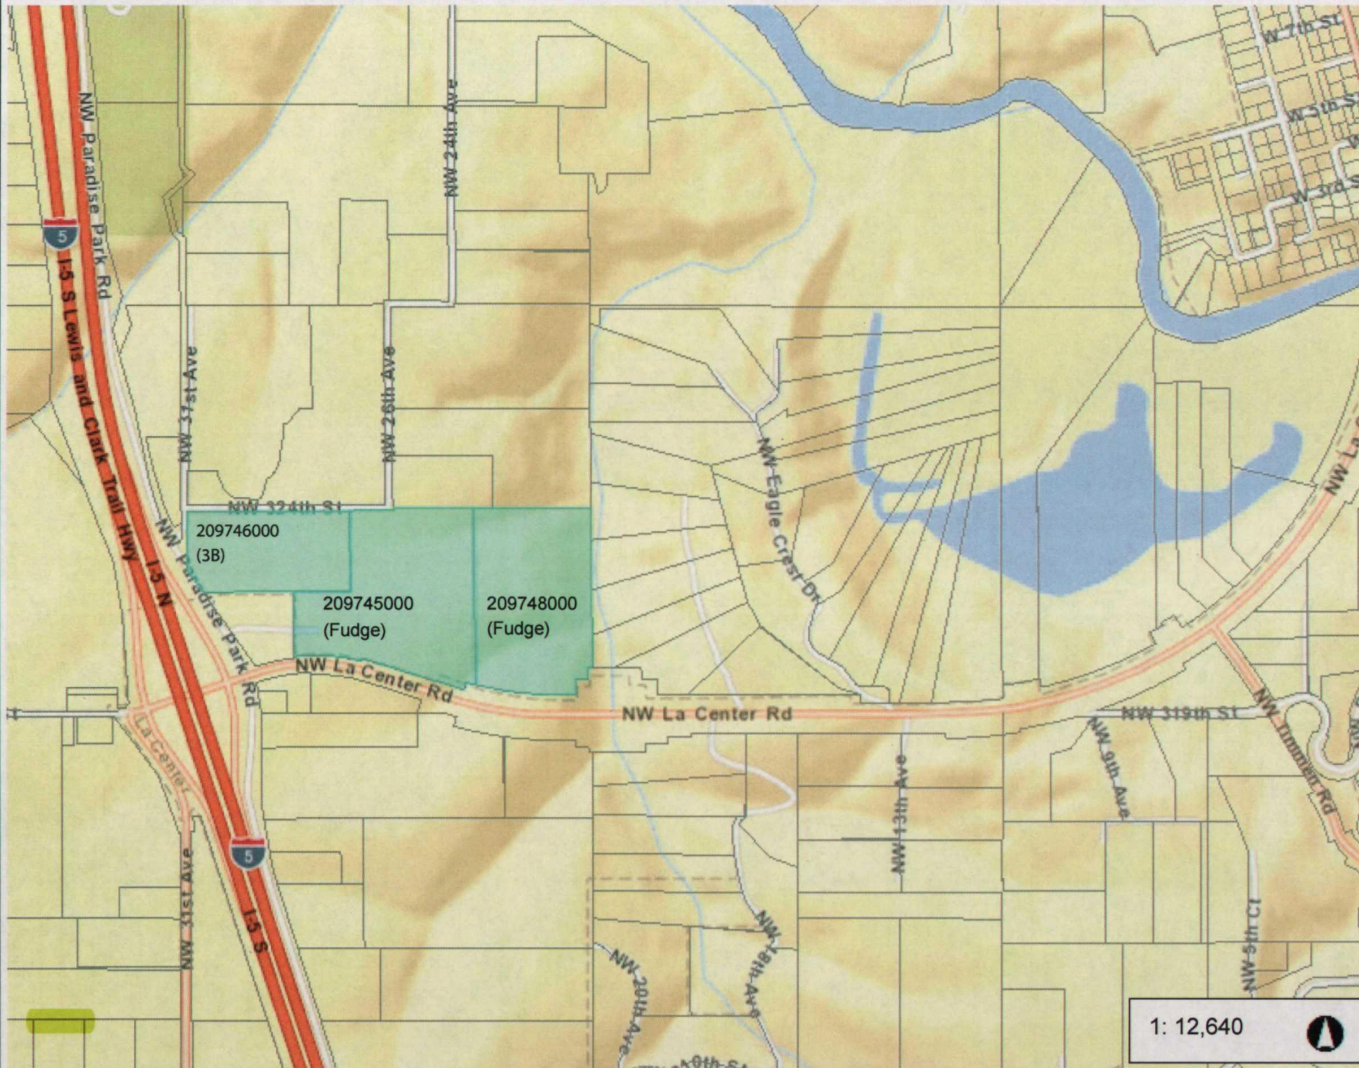 W 7th St
NW 24th Ave
NW Paradise Park Rd
W 5th St
W 3rd S
5
I-5 S Lewis and Clark Trail Hwy
NW 31st Ave
NW 26th Ave
NW Eagle Crest Dr
NW La C
NW 324th St
209746000
(3B)
I-5 N
NW Paradise Park Rd
209745000
(Fudge)
209748000
(Fudge)
NW La Center Rd
NW La Center Rd
NW 319th St
NW Timmen Rd
La Center
NW 9th Ave
NW 13th Ave
5
NW 31st Ave
I-5 S
NW 18th Ave
NW 20th Ave
NW 5th Ct
1: 12,640